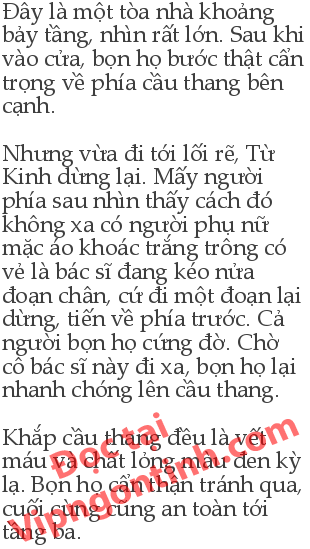 Đây là một tòa nhà khoảng
bảy tầng, nhìn rất lớn. Sau khi
vào cửa, bọn họ bước thật cẩn
trọng về phía cầu thang bên
cạnh.
Nhưng vừa đi tới lối rẽ, Từ
Kinh dừng lại. Mấy người
phía sau nhìn thấy cách đó
không xa có người phụ nữ
mặc áo khoác trắng trông có
vẻ là bác sĩ đang kéo nửa
đoạn chân, cứ đi một đoạn lại
dừng, tiến về phía trước. Cả
người bọn họ cứng đờ. Chờ
cô bác sĩ này đi xa, bọn họ lại
nhanh chóng lên cầu thang.
Khắp cầu thang đều là vết
máu và chất lỏng màu đen kỳ
lạ. Bọn họ cẩn thận tránh qua,
cuối cùng cũng an toàn tới
tầng ba.
Doctai
Vipngontinh.com